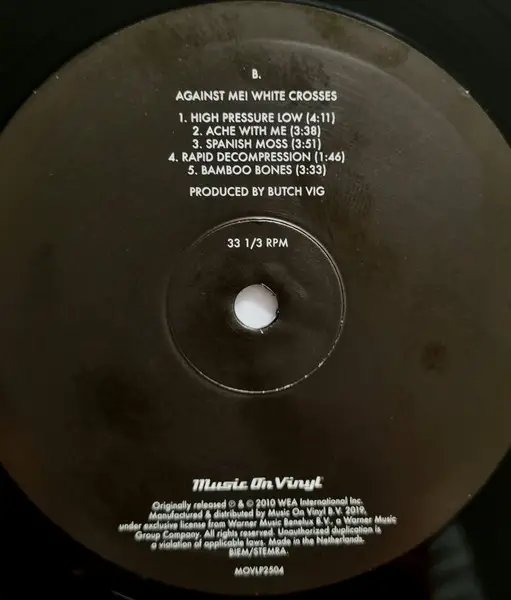 B.
AGAINST ME! WHITE CROSSES
1. HIGH PRESSURE LOW (4:11)
2. ACHE WITH ME (3:38)
3. SPANISH MOSS (3:51)
4. RAPID DECOMPRESSION (1:46)
5. BAMBOO BONES (3:33)
PRODUCED BY BUTCH VIG
33 1/3 RPM
Music On Vinyl
Originally released ℗ & © 2010 WEA International Inc.
Manufactured & distributed by Music On Vinyl B.V. 2019,
under exclusive license from Warner Music Benelux B.V., a Warner Music
Group Company. All rights reserved. Unauthorized duplication is
a violation of applicable laws. Made in the Netherlands.
BIEM/STEMRA.
MOVLP2504